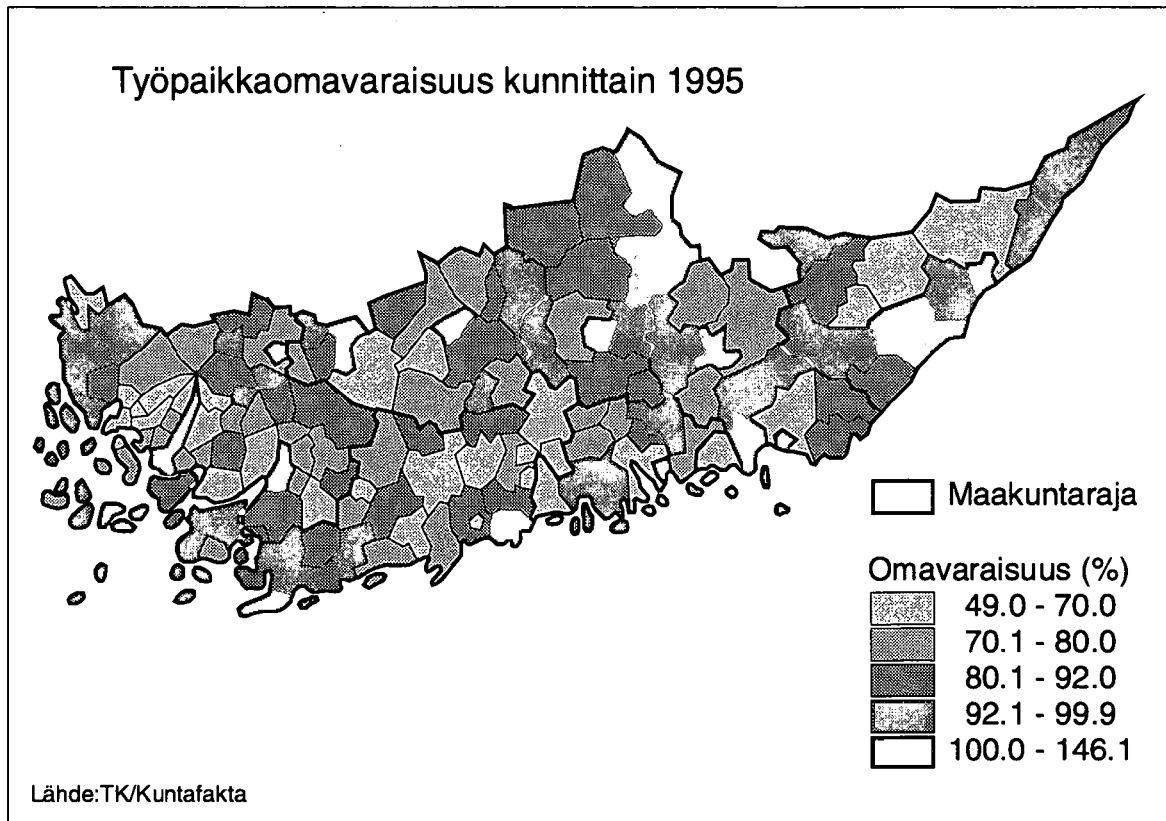 Työpaikkaomavaraisuus kunnittain 1995
Maakuntaraja
Omavaraisuus (%)
49.0 - 70.0
70.1 - 80.0
80.1 - 92.0
92.1 - 99.9
100.0 - 146.1
Lähde:TK/Kuntafakta